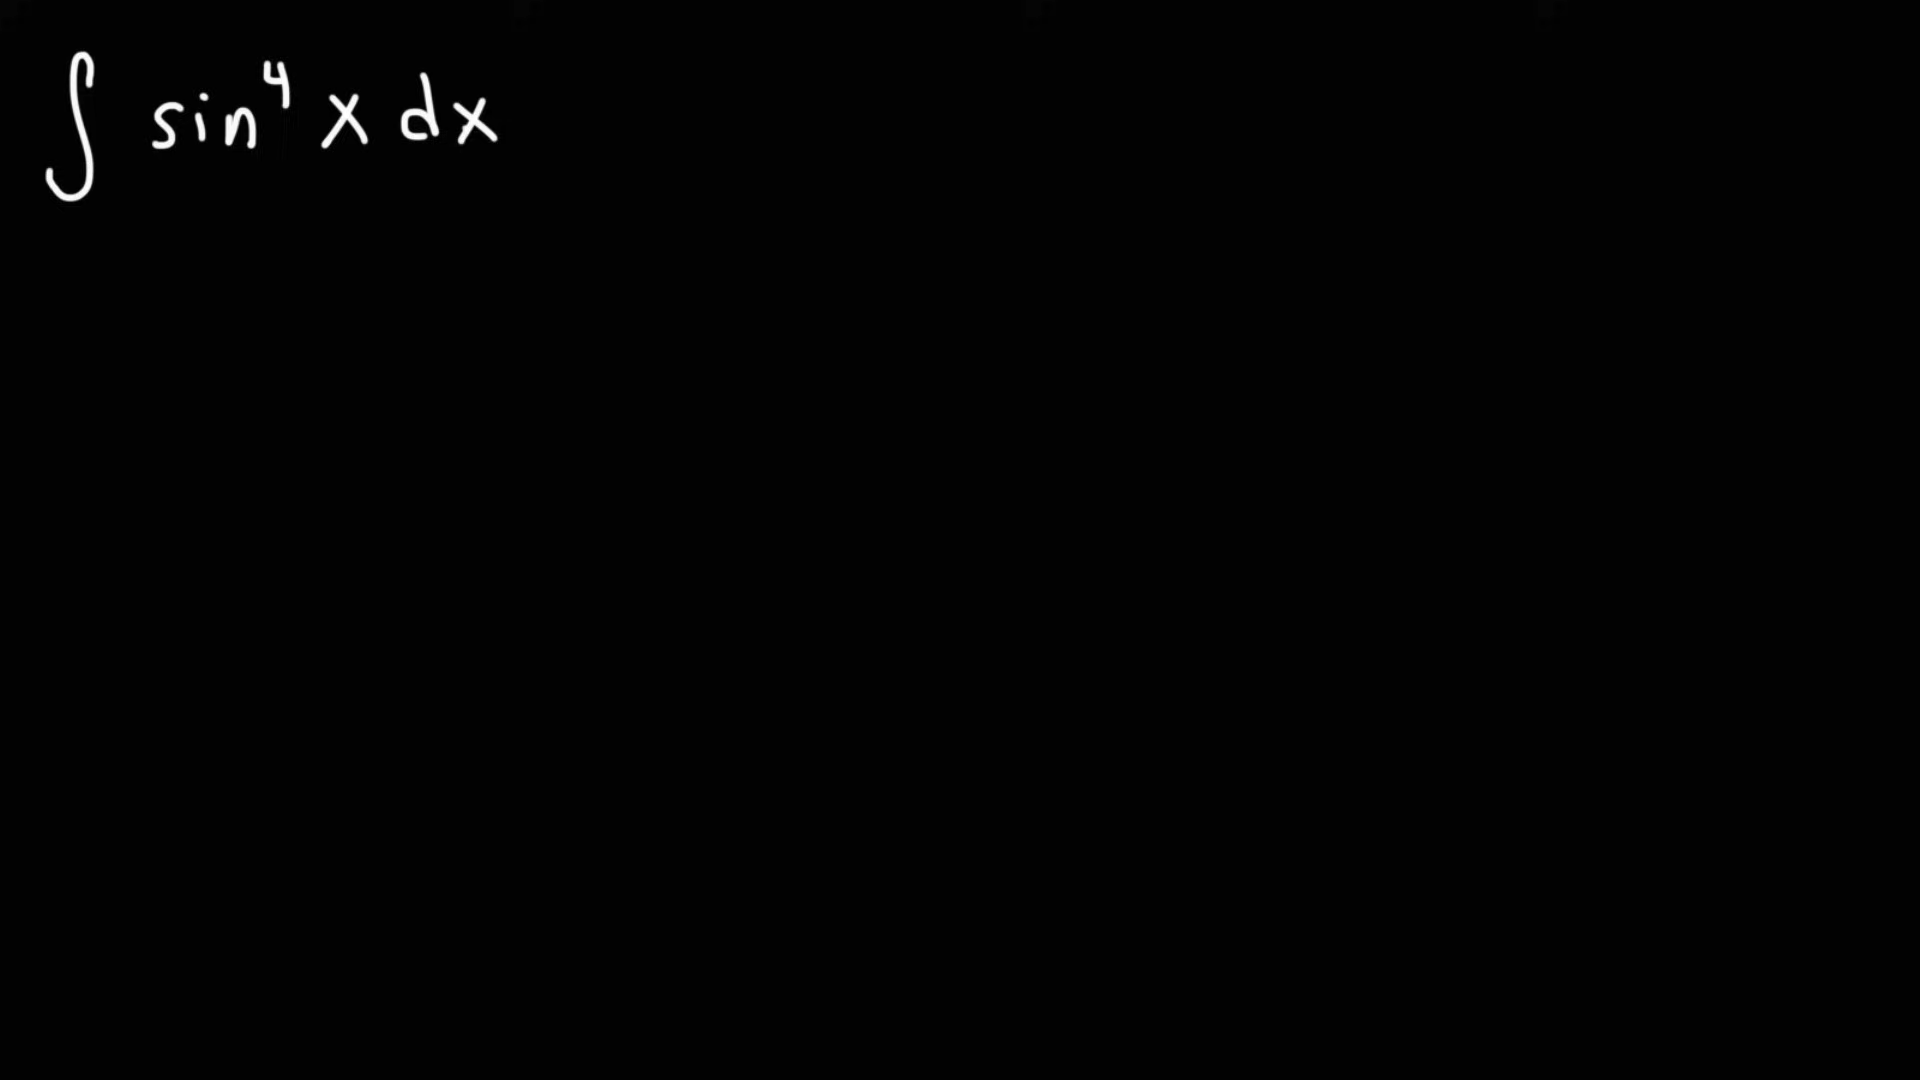 ∫ sin⁴ x dx